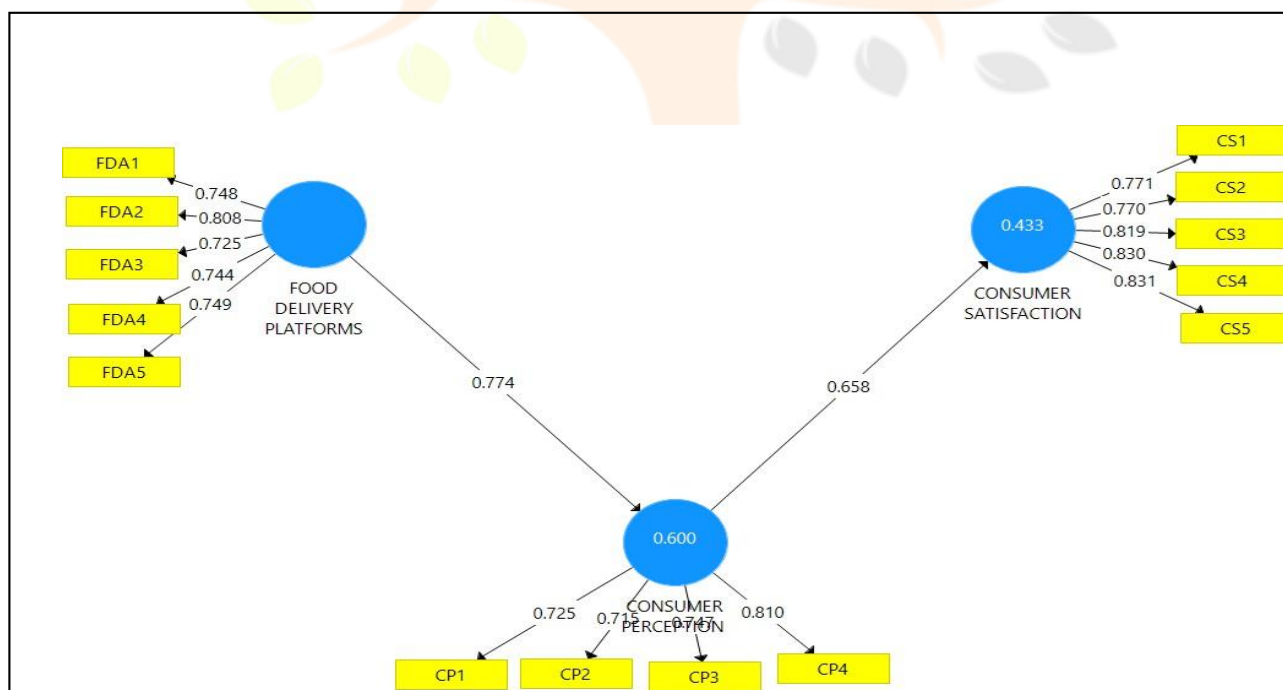 FDA1
0.748
FDA2
0.808
FDA3
0.725
FDA4
0.744
FDA5
0.749
FOOD
DELIVERY
PLATFORMS
0.774
0.433
CONSUMER
SATISFACTION
CS1
0.771
CS2
0.770
CS3
0.819
CS4
0.830
CS5
0.831
0.658
0.600
CONSUMER
PERCEPTION
0.725
0.715
0.747
0.810
CP1
CP2
CP3
CP4